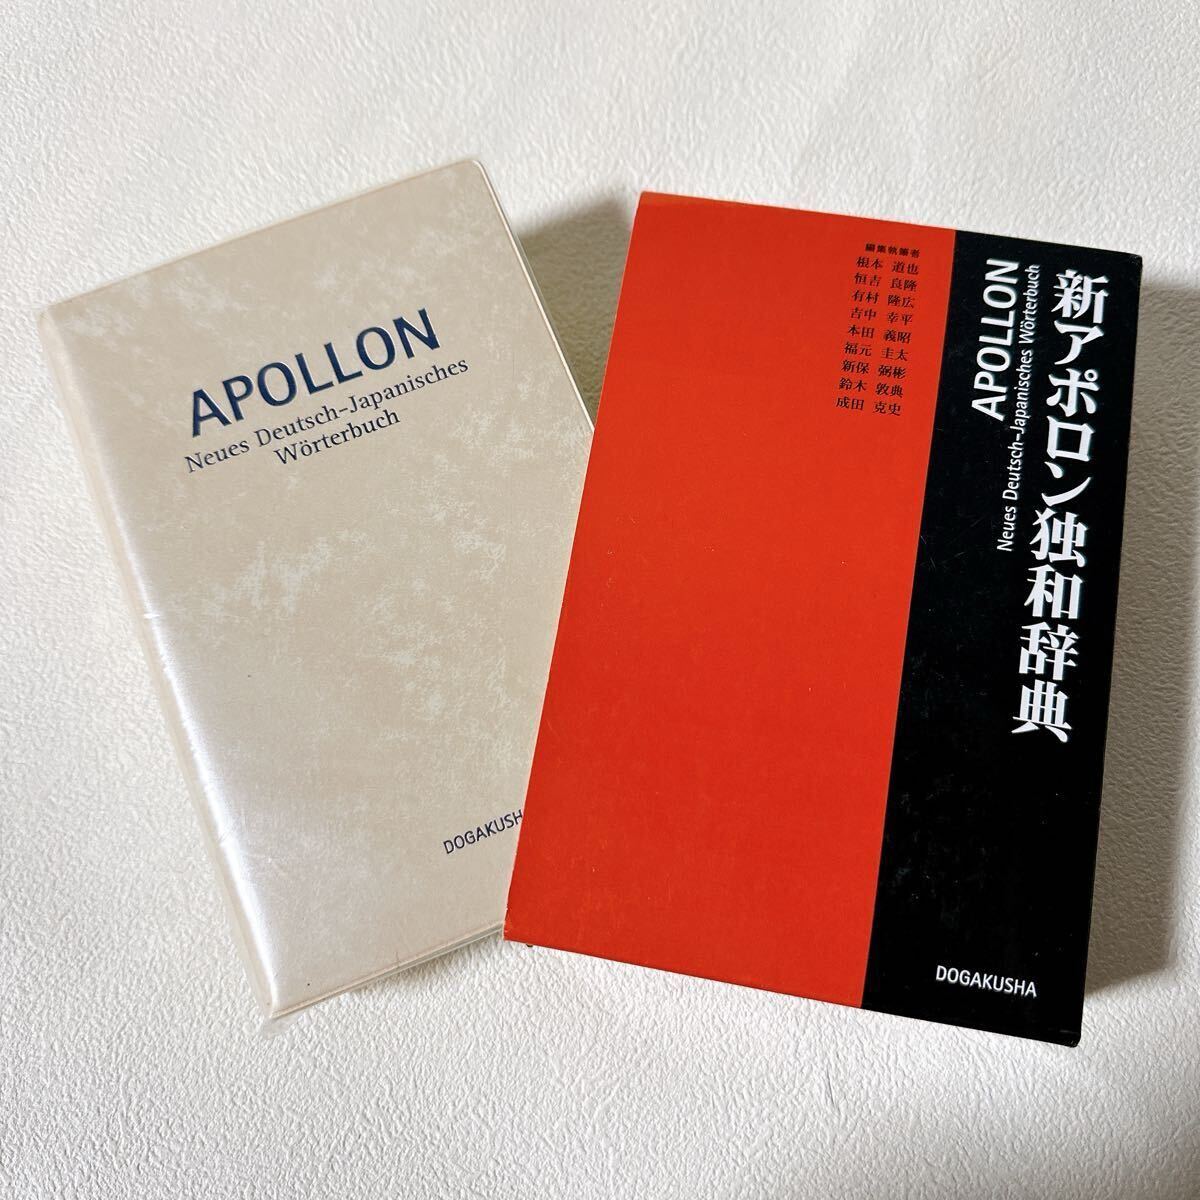 APOLLON
Neues Deutsch-Japanisches
Wörterbuch
DOGAKUSH
新アポロン独和辞典
APOLLON
Neues Deutsch-Japanisches Wörterbuch
編集執筆者
根本 道也
恒吉 良隆
有村 隆広
吉中 幸平
本田 義昭
福元 圭太
新保 弼彬
鈴木 敦典
成田 克史
DOGAKUSHA